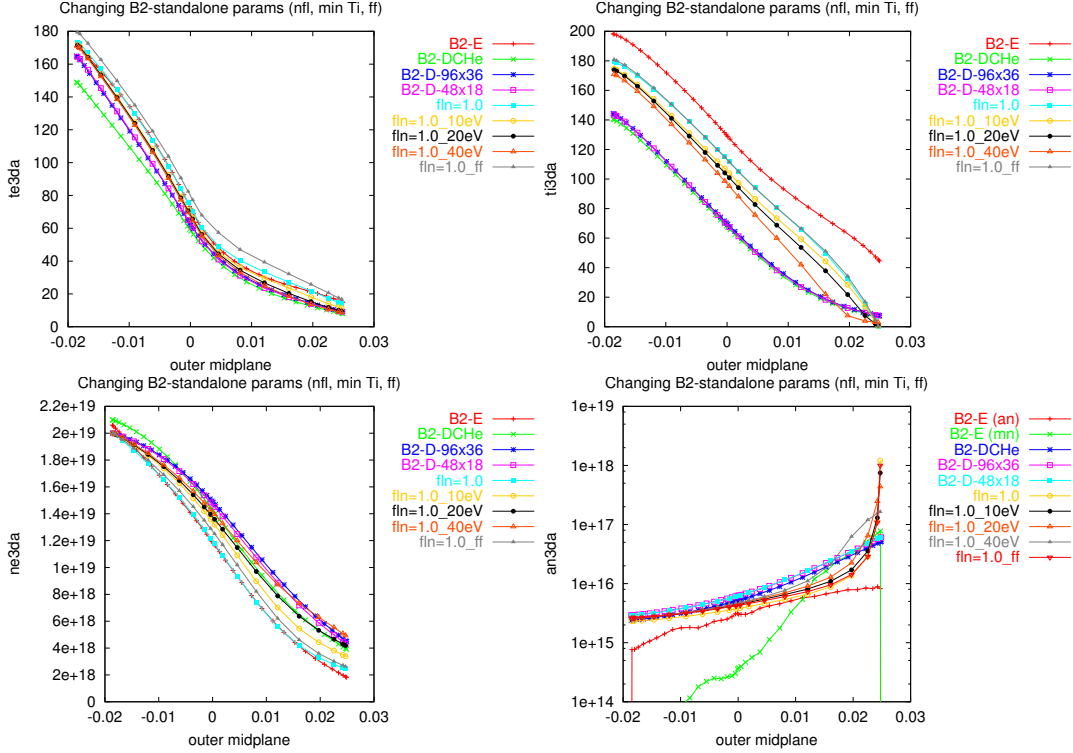 Changing B2-standalone params (nfl, min Ti, ff)
180
160
140
120
100
80
60
40
20
0
te3da
-0.02
-0.01
0
0.01
0.02
0.03
outer midplane
B2-E
B2-DCHe
B2-D-96x36
B2-D-48x18
fln=1.0
fln=1.0_10eV
fln=1.0_20eV
fln=1.0_40eV
fln=1.0_ff
Changing B2-standalone params (nfl, min Ti, ff)
200
180
160
140
120
100
80
60
40
20
0
ti3da
-0.02
-0.01
0
0.01
0.02
0.03
outer midplane
B2-E
B2-DCHe
B2-D-96x36
B2-D-48x18
fln=1.0
fln=1.0_10eV
fln=1.0_20eV
fln=1.0_40eV
fln=1.0_ff
Changing B2-standalone params (nfl, min Ti, ff)
2.2e+19
2e+19
1.8e+19
1.6e+19
1.4e+19
1.2e+19
1e+19
8e+18
6e+18
4e+18
2e+18
0
ne3da
-0.02
-0.01
0
0.01
0.02
0.03
outer midplane
B2-E
B2-DCHe
B2-D-96x36
B2-D-48x18
fln=1.0
fln=1.0_10eV
fln=1.0_20eV
fln=1.0_40eV
fln=1.0_ff
Changing B2-standalone params (nfl, min Ti, ff)
1e+19
1e+18
1e+17
1e+16
1e+15
1e+14
an3da
-0.02
-0.01
0
0.01
0.02
0.03
outer midplane
B2-E (an)
B2-E (mn)
B2-DCHe
B2-D-96x36
B2-D-48x18
fln=1.0
fln=1.0_10eV
fln=1.0_20eV
fln=1.0_40eV
fln=1.0_ff